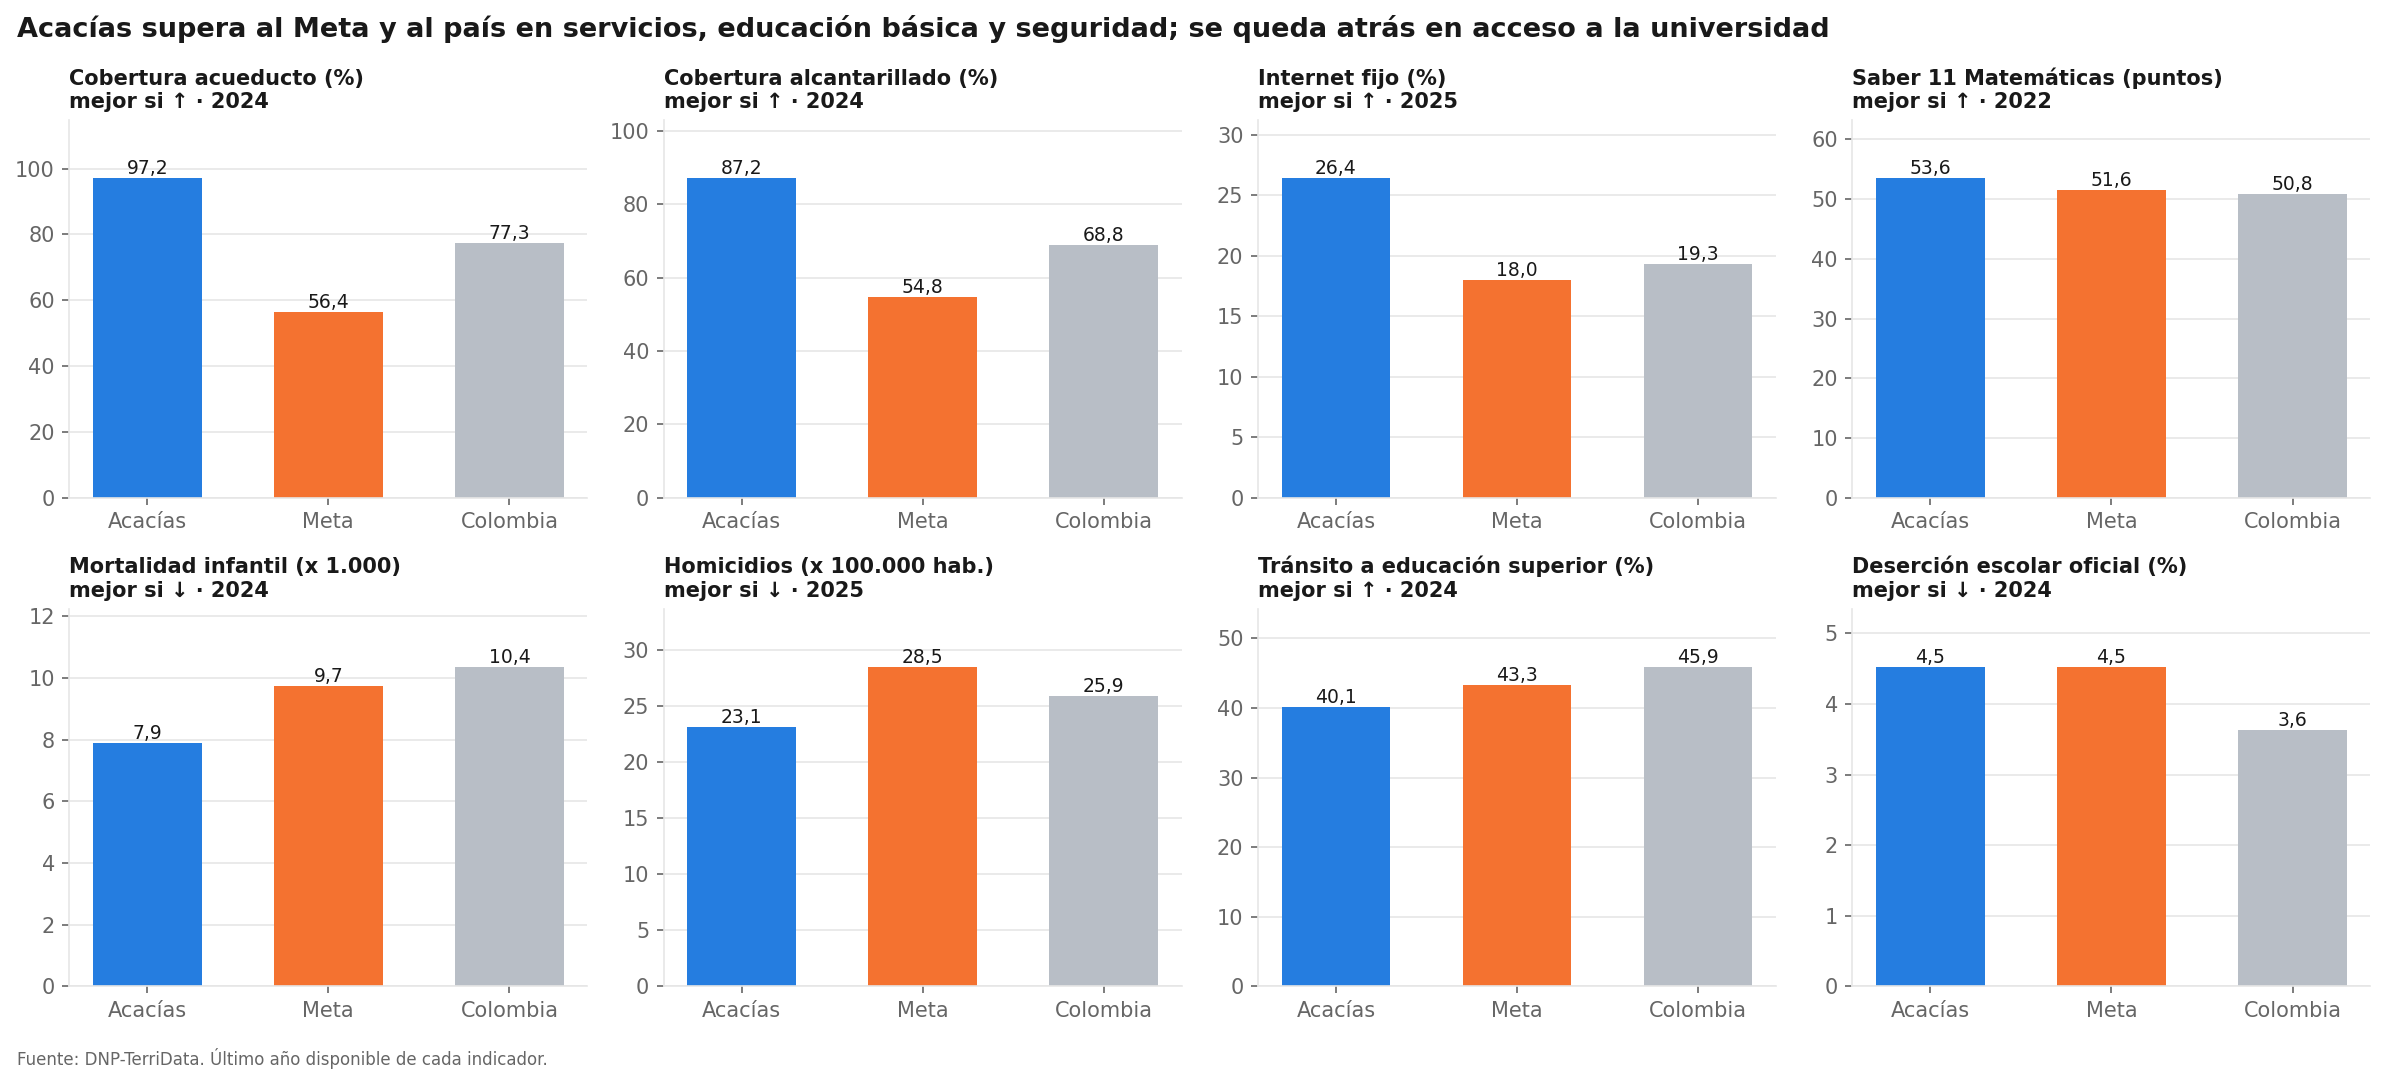 Acacías supera al Meta y al país en servicios, educación básica y seguridad; se queda atrás en acceso a la universidad
Cobertura acueducto (%)
mejor si ↑ · 2024
100
80
60
40
20
0
97,2
56,4
77,3
Acacías
Meta
Colombia
Cobertura alcantarillado (%)
mejor si ↑ · 2024
100
80
60
40
20
0
87,2
54,8
68,8
Acacías
Meta
Colombia
Internet fijo (%)
mejor si ↑ · 2025
30
25
20
15
10
5
0
26,4
18,0
19,3
Acacías
Meta
Colombia
Saber 11 Matemáticas (puntos)
mejor si ↑ · 2022
60
50
40
30
20
10
0
53,6
51,6
50,8
Acacías
Meta
Colombia
Mortalidad infantil (x 1.000)
mejor si ↓ · 2024
12
10
8
6
4
2
0
7,9
9,7
10,4
Acacías
Meta
Colombia
Homicidios (x 100.000 hab.)
mejor si ↓ · 2025
30
25
20
15
10
5
0
23,1
28,5
25,9
Acacías
Meta
Colombia
Tránsito a educación superior (%)
mejor si ↑ · 2024
50
40
30
20
10
0
40,1
43,3
45,9
Acacías
Meta
Colombia
Deserción escolar oficial (%)
mejor si ↓ · 2024
5
4
3
2
1
0
4,5
4,5
3,6
Acacías
Meta
Colombia
Fuente: DNP-TerriData. Último año disponible de cada indicador.